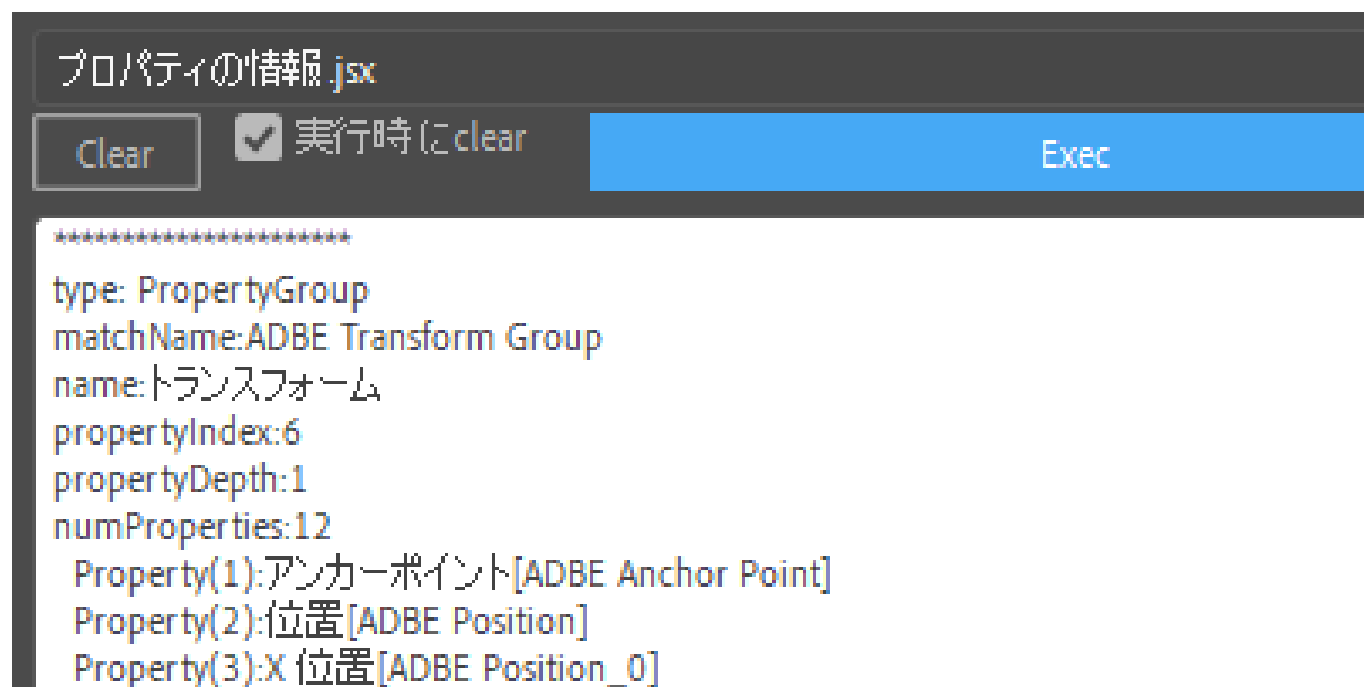 プロパティの情報.jsx
Clear
実行時にclear
Exec
**********************
type: PropertyGroup
matchName:ADBE Transform Group
name:トランスフォーム
propertyIndex:6
propertyDepth:1
numProperties:12
Property(1):アンカーポイント[ADBE Anchor Point]
Property(2):位置[ADBE Position]
Property(3):X 位置[ADBE Position_0]